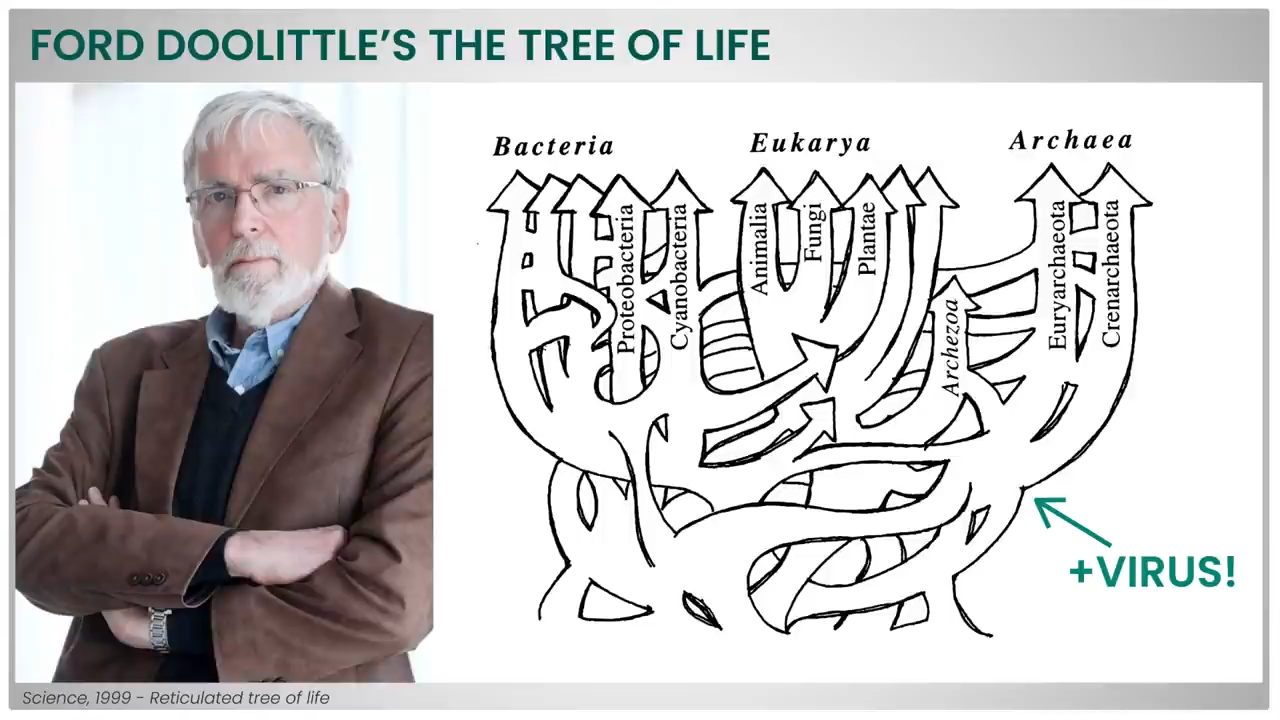 FORD DOOLITTLE’S THE TREE OF LIFE
Bacteria
Eukarya
Archaea
Proteobacteria
Cyanobacteria
Animalia
Fungi
Plantae
Archezoa
Euryarchaeota
Crenarchaeota
+VIRUS!
Science, 1999 - Reticulated tree of life